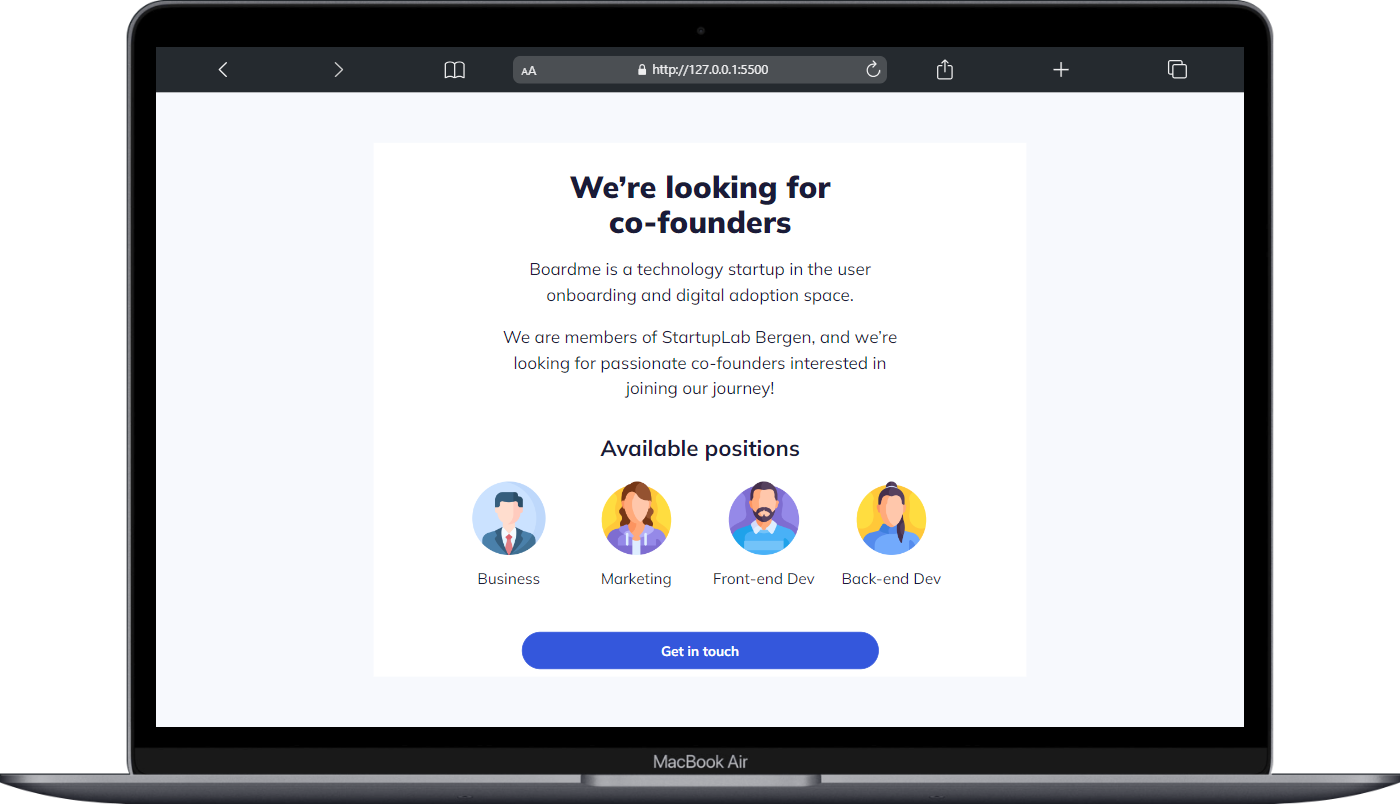 AA http://127.0.0.1:5500
We’re looking for
co-founders
Boardme is a technology startup in the user
onboarding and digital adoption space.
We are members of StartupLab Bergen, and we’re
looking for passionate co-founders interested in
joining our journey!
Available positions
Business Marketing Front-end Dev Back-end Dev
Get in touch
MacBook Air